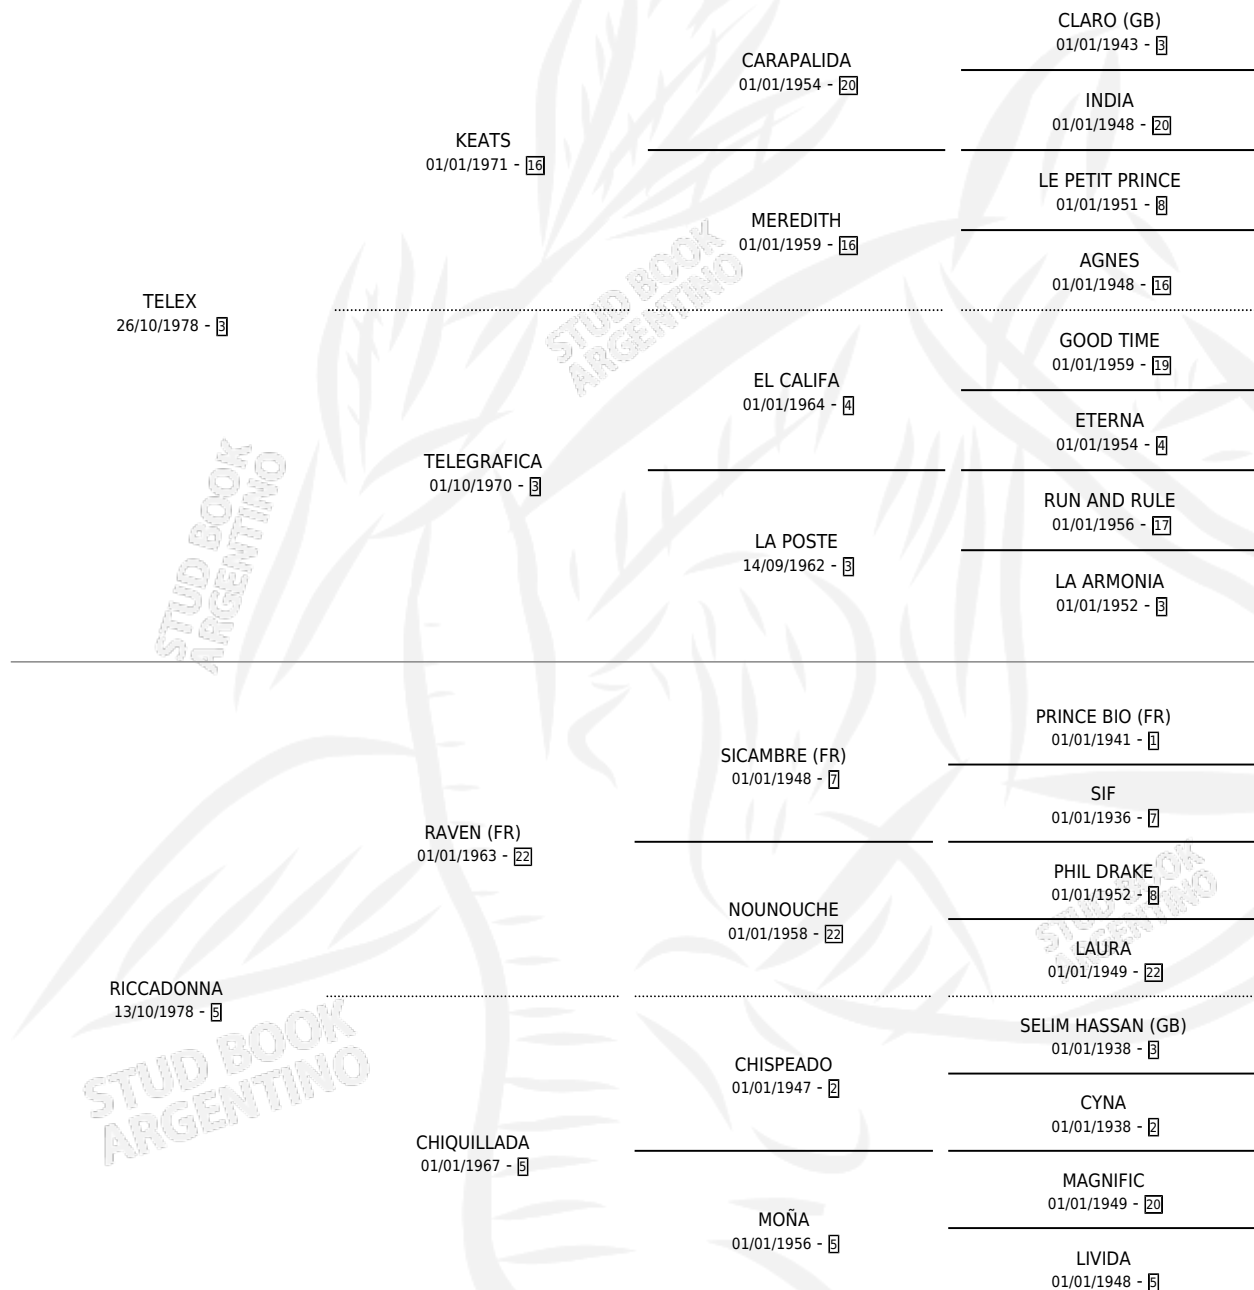 CLARO (GB)
01/01/1943 - 3
CARAPALIDA
01/01/1954 - 20
INDIA
01/01/1948 - 20
KEATS
01/01/1971 - 16
LE PETIT PRINCE
01/01/1951 - 8
MEREDITH
01/01/1959 - 16
AGNES
01/01/1948 - 16
TELEX
26/10/1978 - 3
GOOD TIME
01/01/1959 - 19
EL CALIFA
01/01/1964 - 4
ETERNA
01/01/1954 - 4
TELEGRAFICA
01/10/1970 - 3
RUN AND RULE
01/01/1956 - 17
LA POSTE
14/09/1962 - 3
LA ARMONIA
01/01/1952 - 3
STUD BOOK
ARGENTINO
STUD BOOK
ARGENTINO
PRINCE BIO (FR)
01/01/1941 - 1
SICAMBRE (FR)
01/01/1948 - 7
SIF
01/01/1936 - 7
RAVEN (FR)
01/01/1963 - 22
PHIL DRAKE
01/01/1952 - 8
NOUNOUCHE
01/01/1958 - 22
LAURA
01/01/1949 - 22
RICCADONNA
13/10/1978 - 5
SELIM HASSAN (GB)
01/01/1938 - 3
CHISPEADO
01/01/1947 - 2
CYNA
01/01/1938 - 2
CHIQUILLADA
01/01/1967 - 5
MAGNIFIC
01/01/1949 - 20
MOÑA
01/01/1956 - 5
LIVIDA
01/01/1948 - 5
STUD BOOK
ARGENTINO
STUD BOOK
ARGENTINO